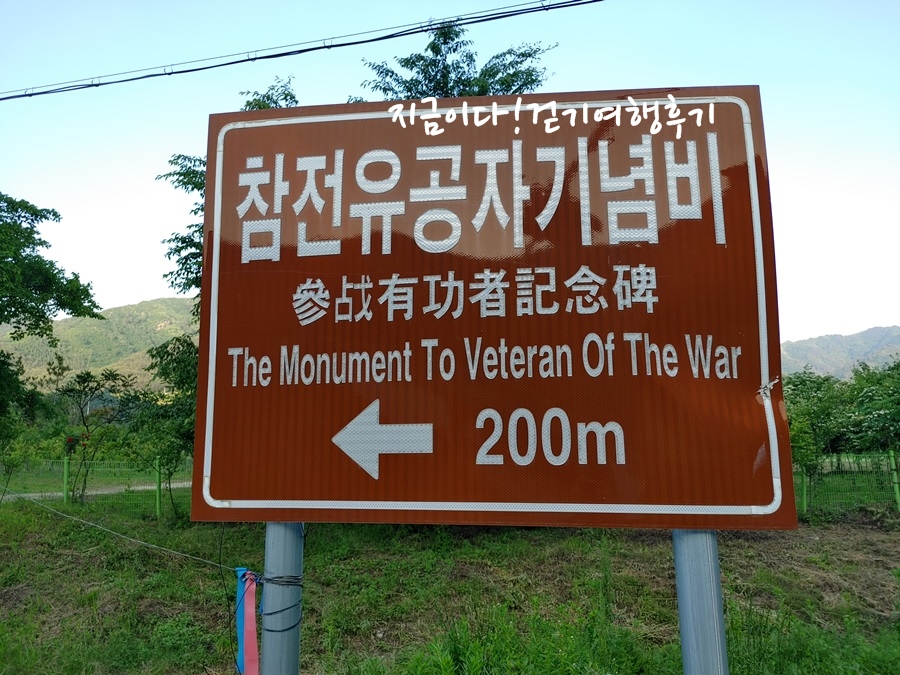 지금이다!걷기여행후기
참전유공자기념비
參战有功者記念碑
The Monument To Veteran Of The War
200m